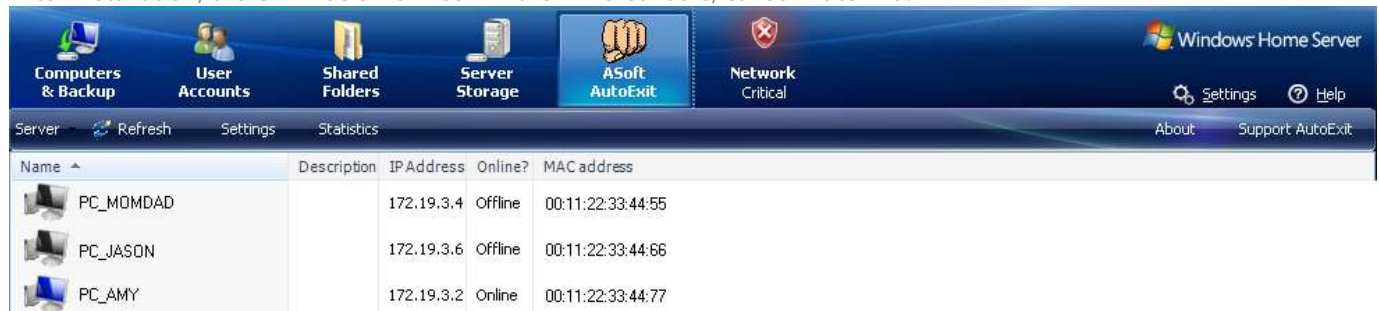 Computers & Backup
User Accounts
Shared Folders
Server Storage
ASoft AutoExit
Network Critical
Windows Home Server
Settings
Help
Server
Refresh
Settings
Statistics
About
Support AutoExit
Name Description IP Address Online? MAC address
PC_MOMDAD 172.19.3.4 Offline 00:11:22:33:44:55
PC_JASON 172.19.3.6 Offline 00:11:22:33:44:66
PC_AMY 172.19.3.2 Online 00:11:22:33:44:77